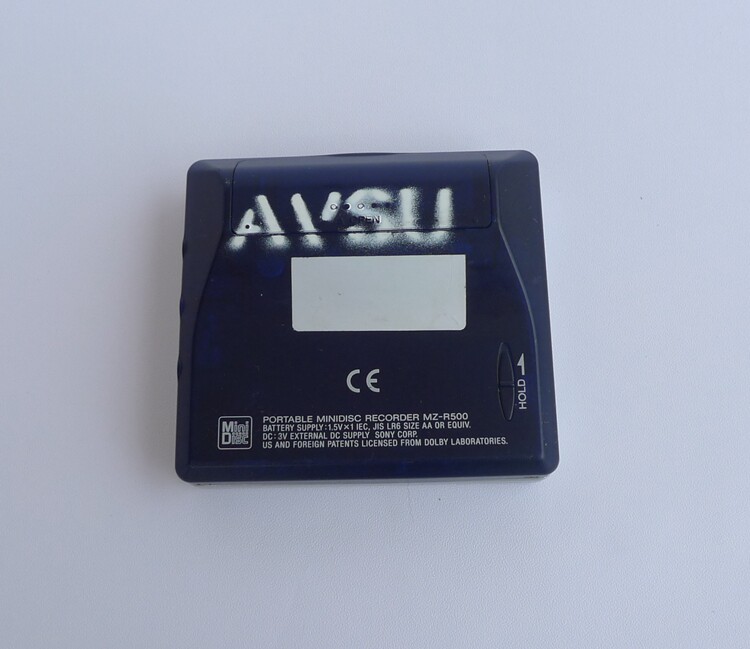 AVSU
OPEN
CE
Mini
Disc
PORTABLE MINIDISC RECORDER MZ-R500
BATTERY SUPPLY:1.5V×1 IEC, JIS LR6 SIZE AA OR EQUIV.
DC:3V EXTERNAL DC SUPPLY SONY CORP.
US AND FOREIGN PATENTS LICENSED FROM DOLBY LABORATORIES.
HOLD